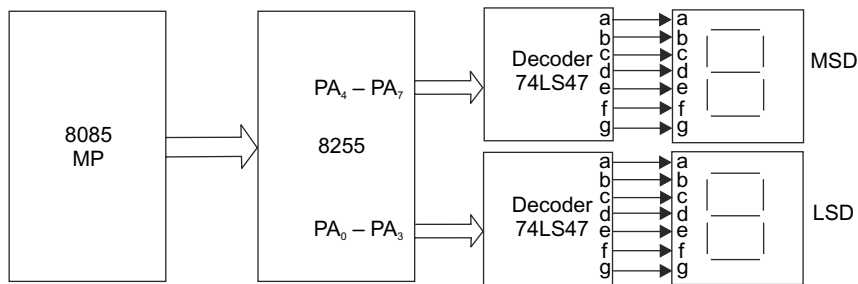 8085
MP
8255
PA₄ – PA₇
PA₀ – PA₃
Decoder
74LS47
a
b
c
d
e
f
g
a
b
c
d
e
f
g
MSD
Decoder
74LS47
a
b
c
d
e
f
g
a
b
c
d
e
f
g
LSD